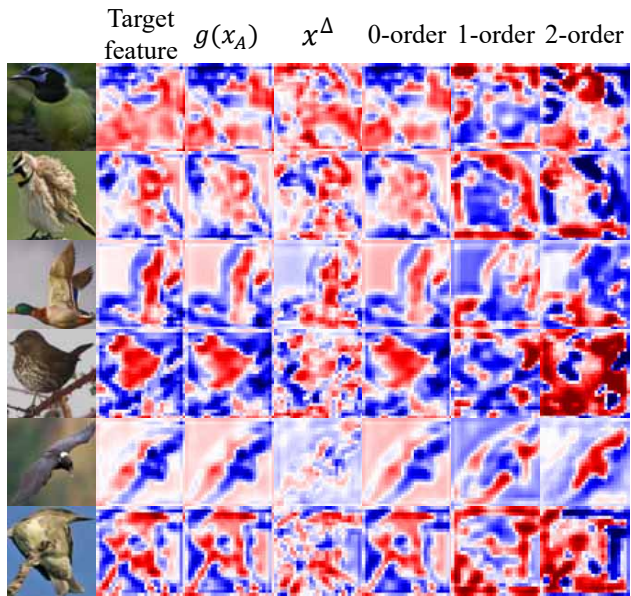 Target feature
g(x_A)
x^Δ
0-order
1-order
2-order